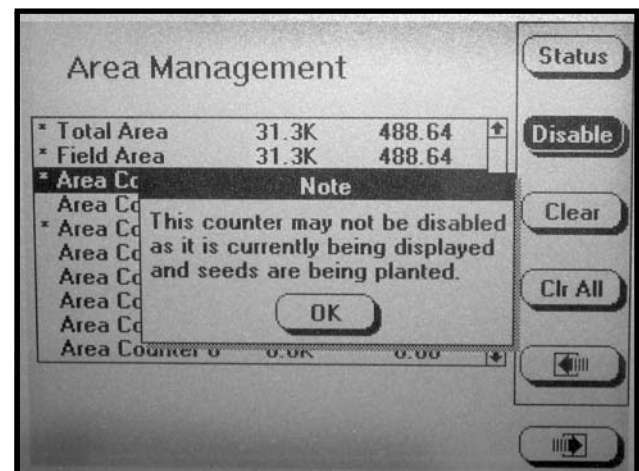 Area Management
* Total Area 31.3K 488.64
* Field Area 31.3K 488.64
* Area Co
Area Co
* Area Co
Area Co
Area Co
Area Co
Area Co
Area Counter
Note
This counter may not be disabled
as it is currently being displayed
and seeds are being planted.
OK
Status
Disable
Clear
Clr All